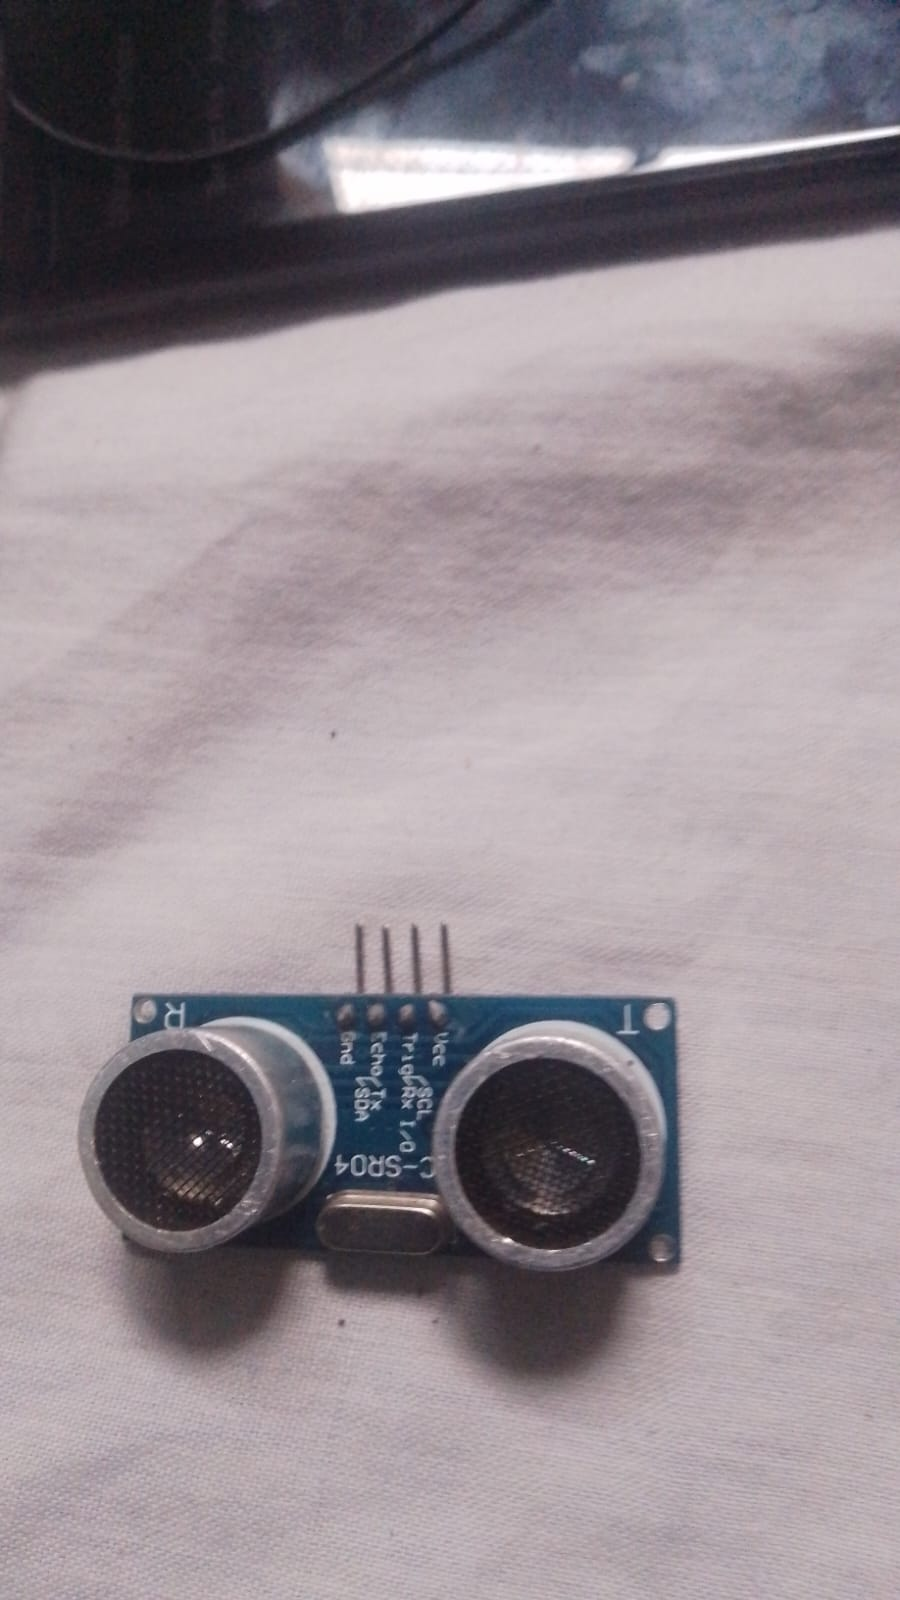 R
T
Gnd
Echo/Tx/SDA
Trig/Rx/SCL
Vcc
I/O
C-SR04